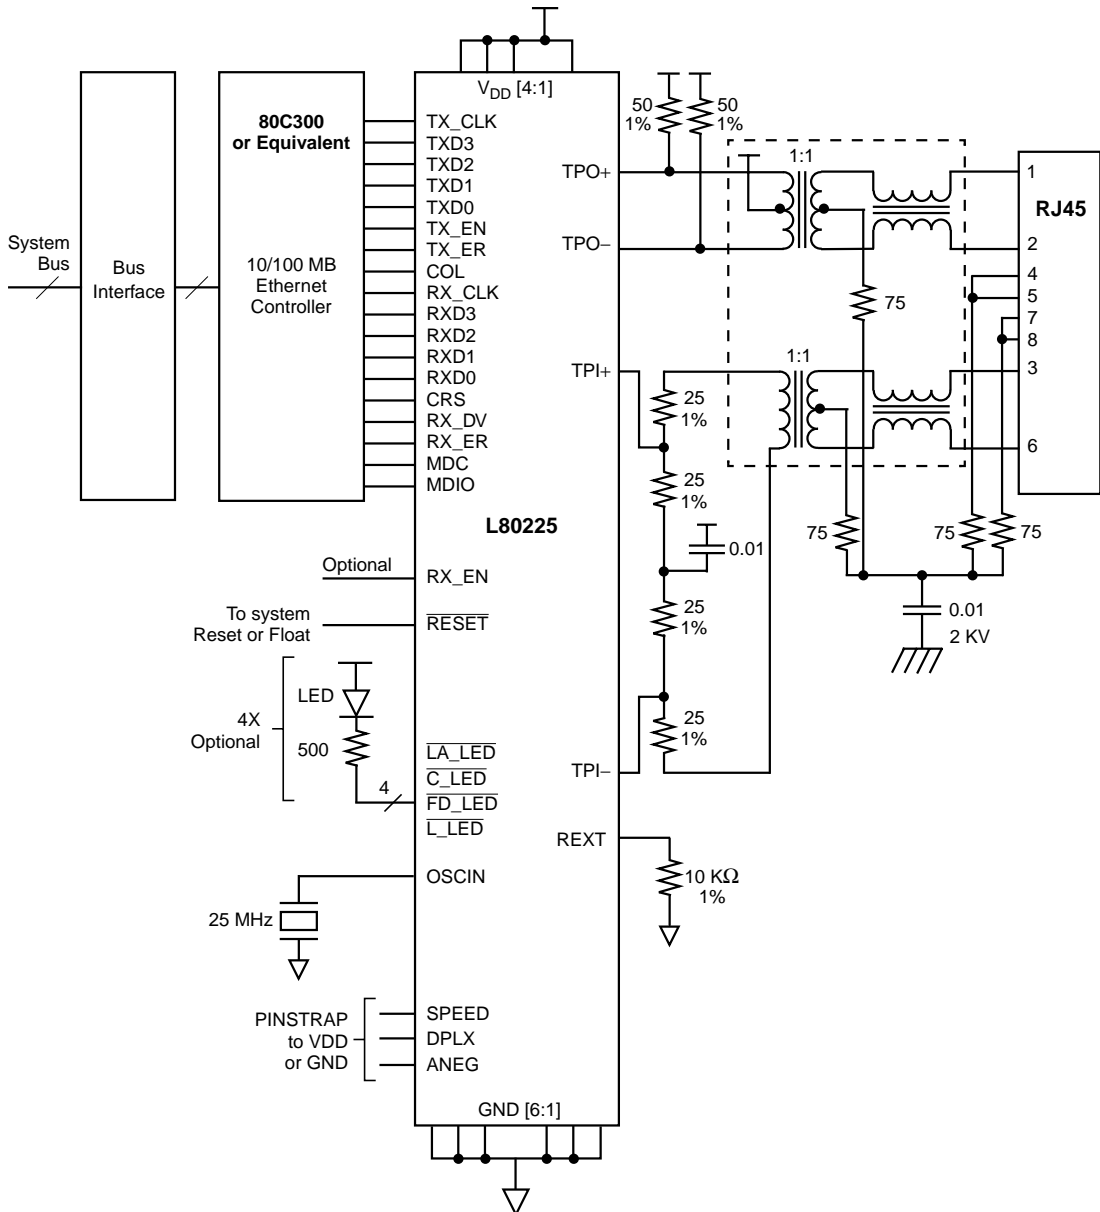 V_DD [4:1]
80C300
or Equivalent
10/100 MB
Ethernet
Controller
System
Bus
Bus
Interface
TX_CLK
TXD3
TXD2
TXD1
TXD0
TX_EN
TX_ER
COL
RX_CLK
RXD3
RXD2
RXD1
RXD0
CRS
RX_DV
RX_ER
MDC
MDIO
L80225
Optional
RX_EN
To system
Reset or Float
RESET
4X
Optional
LED
500
4
LA_LED
C_LED
FD_LED
L_LED
OSCIN
25 MHz
PINSTRAP
to VDD
or GND
SPEED
DPLX
ANEG
GND [6:1]
TPO+
TPO–
TPI+
TPI–
REXT
50
1%
50
1%
1:1
1:1
75
25
1%
25
1%
0.01
25
1%
25
1%
10 KΩ
1%
RJ45
1
2
4
5
7
8
3
6
75
75
75
0.01
2 KV